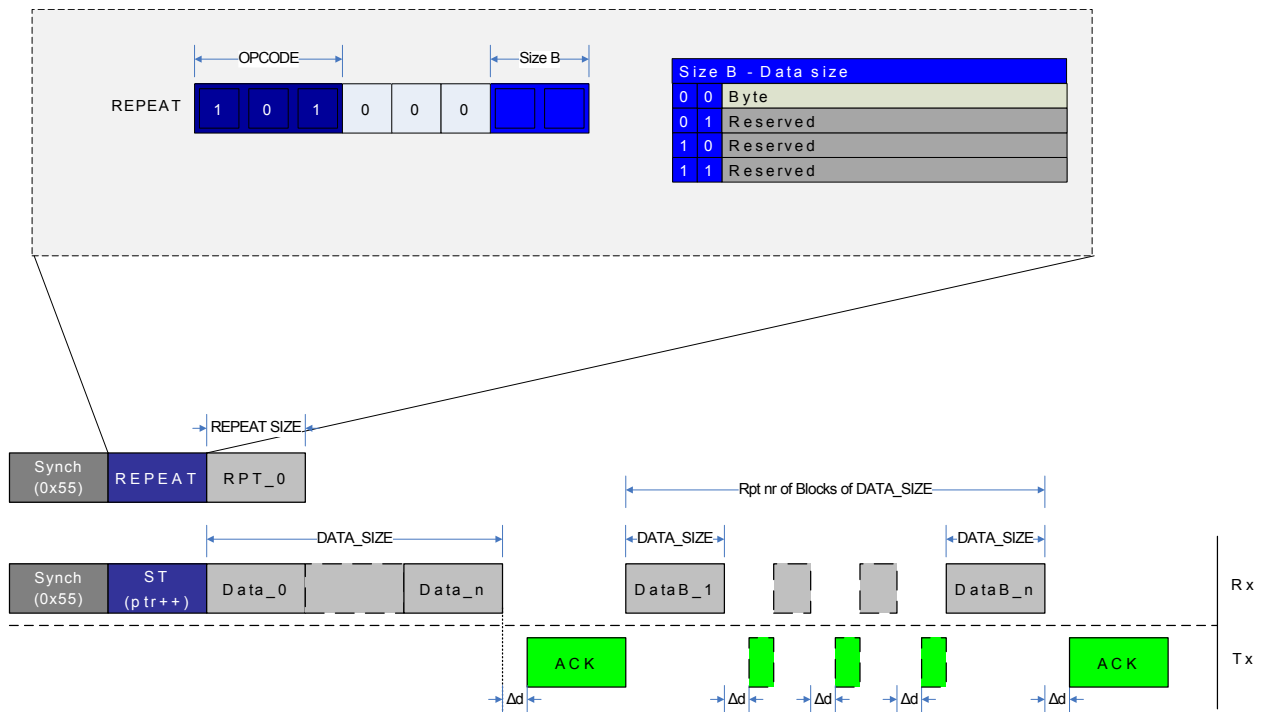 OPCODE
Size B
REPEAT
1 0 1 0 0 0
Size B - Data size
0 0 Byte
0 1 Reserved
1 0 Reserved
1 1 Reserved
REPEAT SIZE
Synch
(0x55)
REPEAT
RPT_0
Rpt nr of Blocks of DATA_SIZE
DATA_SIZE
DATA_SIZE
DATA_SIZE
Synch
(0x55)
ST
(ptr++)
Data_0
Data_n
DataB_1
DataB_n
Rx
ACK
ACK
Tx
Δd
Δd
Δd
Δd
Δd